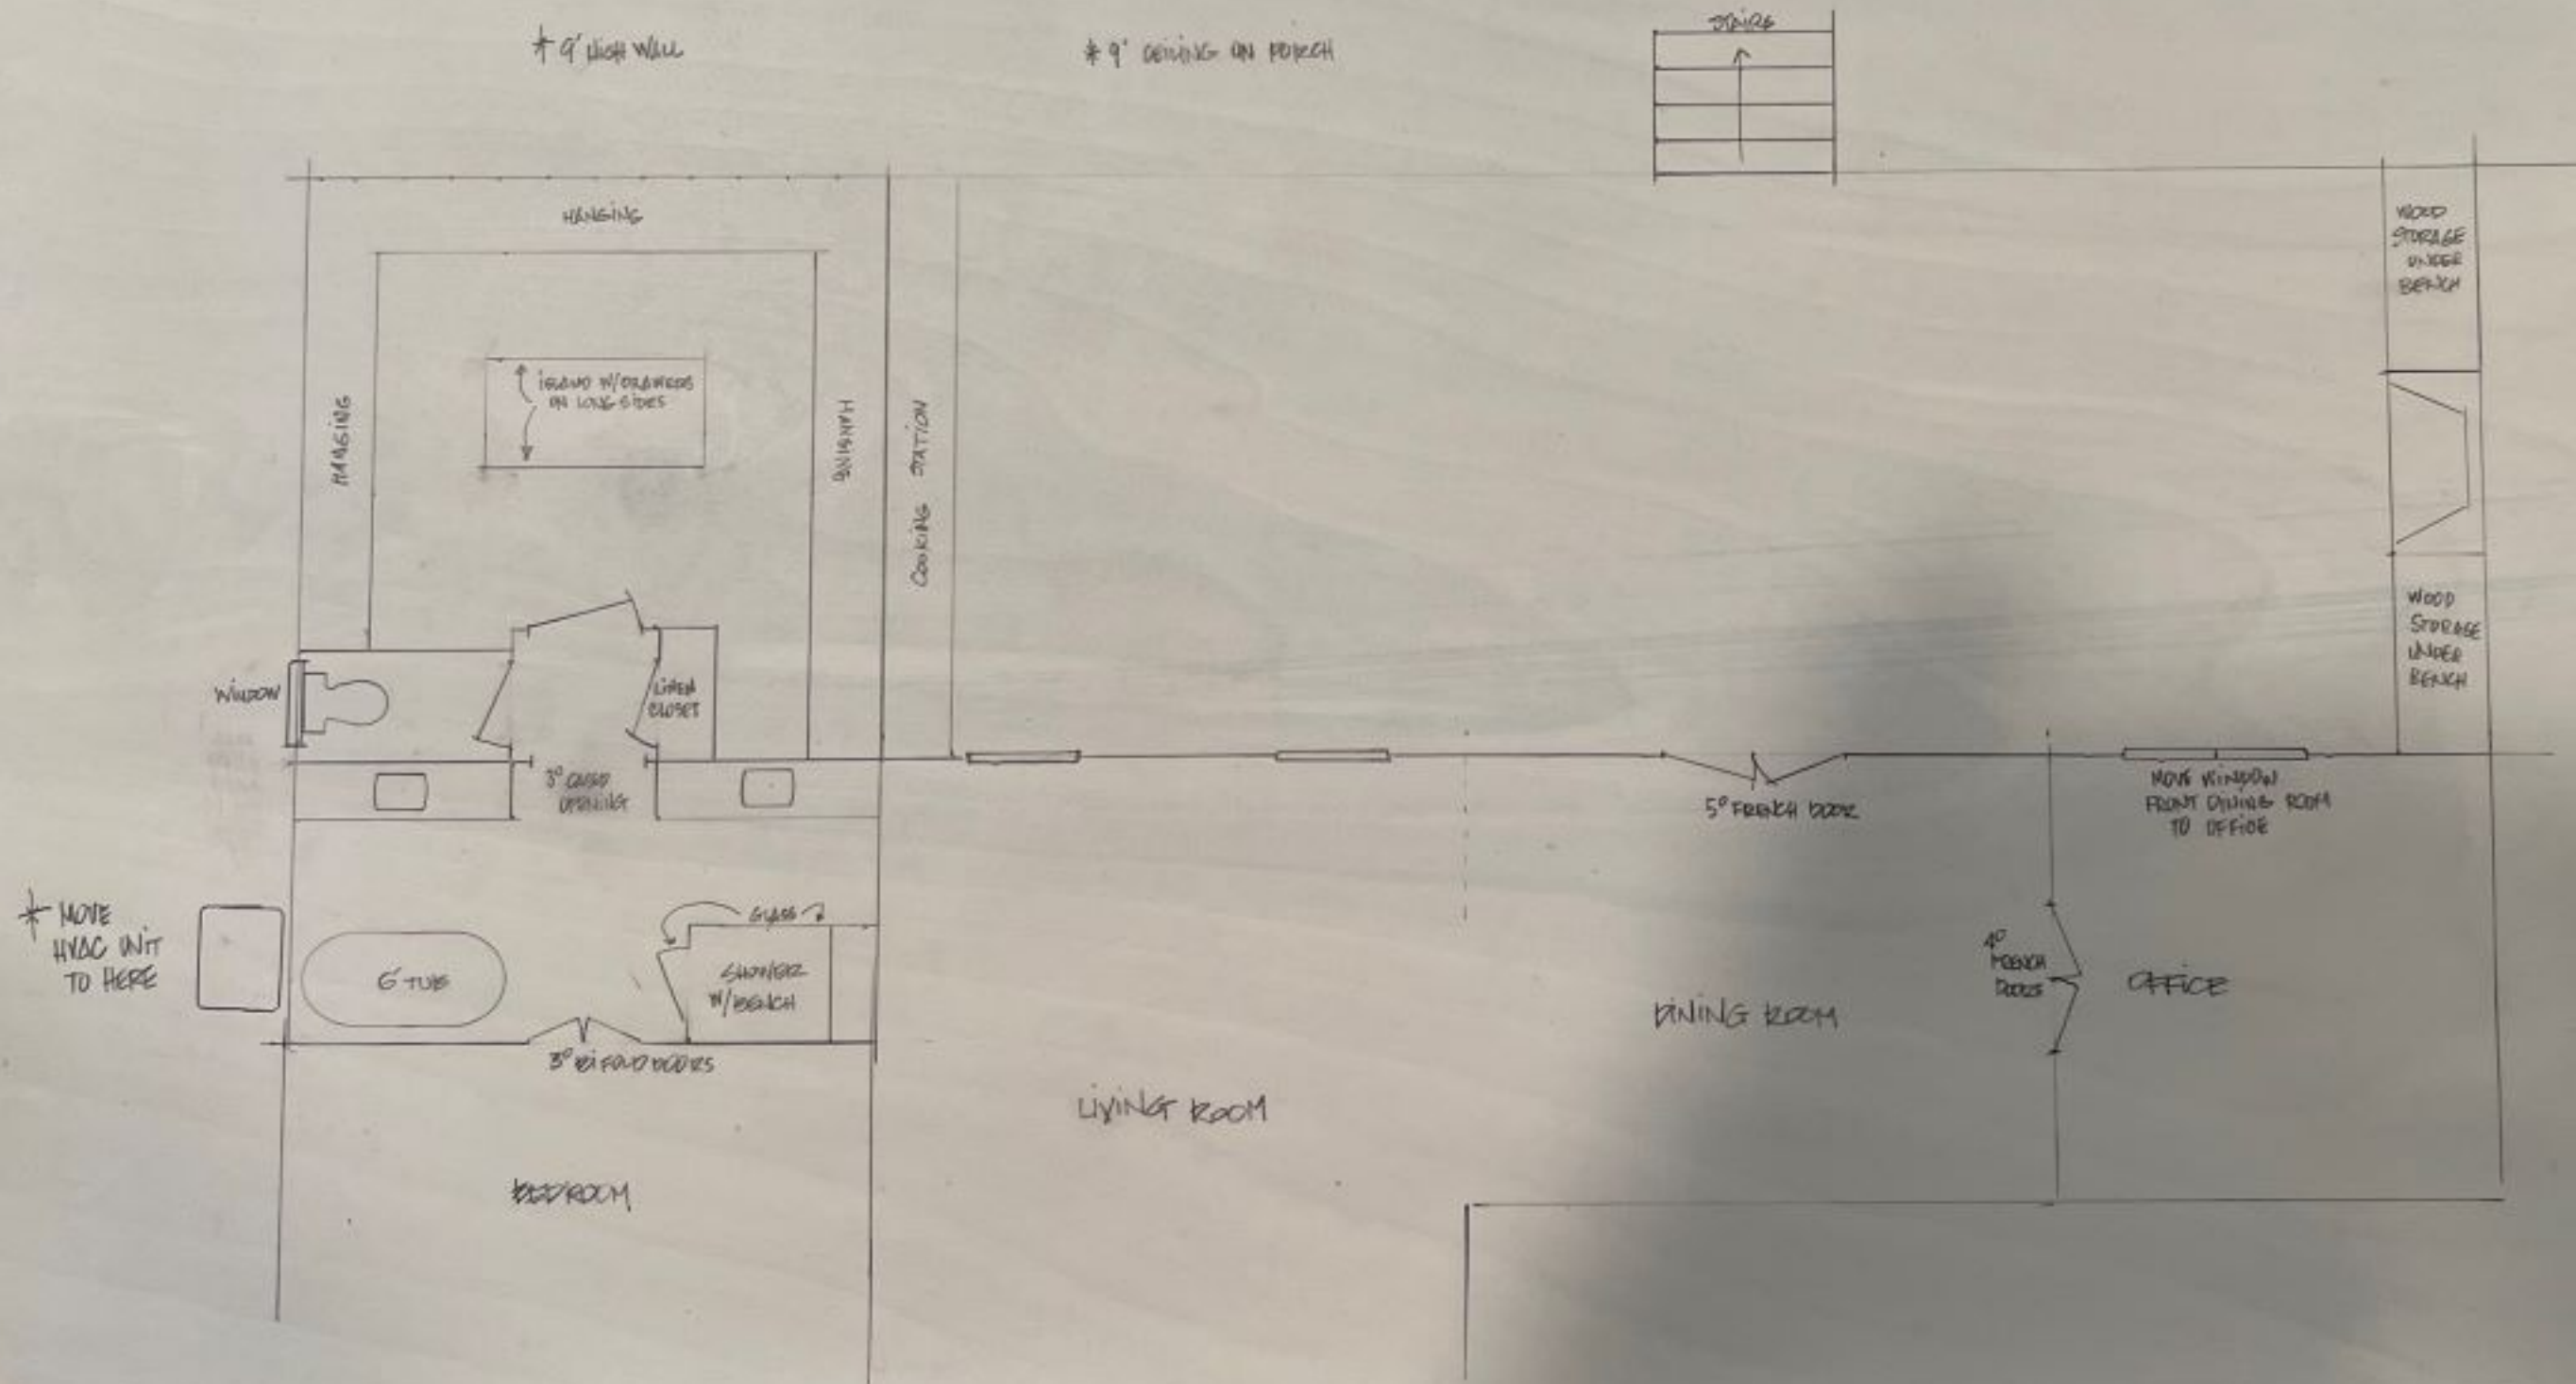 * 9' HIGH WALL
* 9' CEILING ON PORCH
STAIRS
HANGING
WOOD
STORAGE
UNDER
BENCH
ISLAND W/DRAWERS
ON LONG SIDES
HANGING
HANGING
COOKING STATION
WOOD
STORAGE
UNDER
BENCH
WINDOW
LINEN
CLOSET
3⁰ CASED
OPENING
5⁰ FRENCH DOOR
MOVE WINDOW
FRONT DINING ROOM
TO OFFICE
* MOVE
HVAC UNIT
TO HERE
GLASS
6' TUB
SHOWER
W/BENCH
4⁰
FRENCH
DOORS
OFFICE
DINING ROOM
3⁰ BIFOLD DOORS
LIVING ROOM
BEDROOM